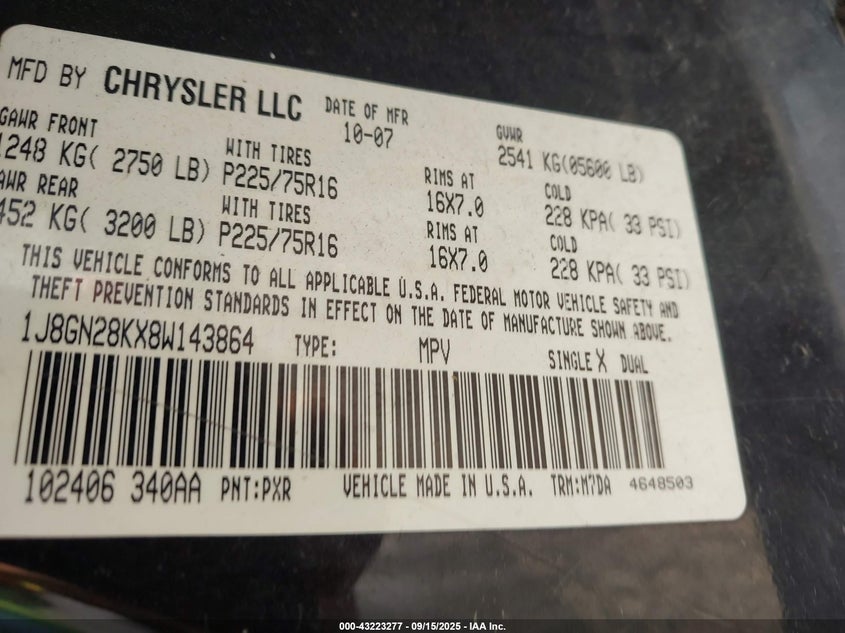 MFD BY CHRYSLER LLC DATE OF MFR 10-07 GVWR 2541 KG(05600 LB)
GAWR FRONT WITH TIRES RIMS AT COLD
1248 KG( 2750 LB) P225/75R16 16X7.0 228 KPA( 33 PSI)
AWR REAR WITH TIRES RIMS AT COLD
452 KG( 3200 LB) P225/75R16 16X7.0 228 KPA( 33 PSI)
THIS VEHICLE CONFORMS TO ALL APPLICABLE U.S.A. FEDERAL MOTOR VEHICLE SAFETY AND
THEFT PREVENTION STANDARDS IN EFFECT ON THE DATE OF MANUFACTURE SHOWN ABOVE.
1J8GN28KX8W143864 TYPE: MPV SINGLE X DUAL
102406 340AA PNT:PXR VEHICLE MADE IN U.S.A. TRM:M7DA 4648503
000-43223277 - 09/15/2025 - IAA Inc.